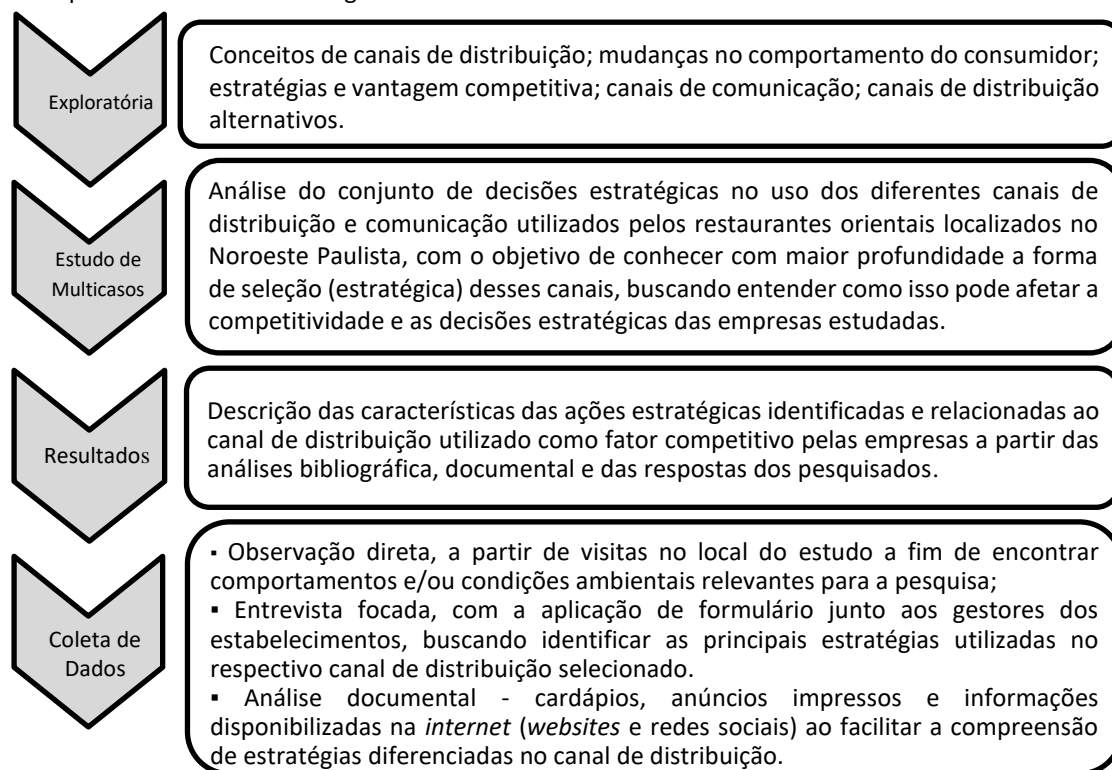 Exploratória
Conceitos de canais de distribuição; mudanças no comportamento do consumidor;
estratégias e vantagem competitiva; canais de comunicação; canais de distribuição
alternativos.
Estudo de
Multicasos
Análise do conjunto de decisões estratégicas no uso dos diferentes canais de
distribuição e comunicação utilizados pelos restaurantes orientais localizados no
Noroeste Paulista, com o objetivo de conhecer com maior profundidade a forma
de seleção (estratégica) desses canais, buscando entender como isso pode afetar a
competitividade e as decisões estratégicas das empresas estudadas.
Resultados
Descrição das características das ações estratégicas identificadas e relacionadas ao
canal de distribuição utilizado como fator competitivo pelas empresas a partir das
análises bibliográfica, documental e das respostas dos pesquisados.
Coleta de
Dados
▪ Observação direta, a partir de visitas no local do estudo a fim de encontrar
comportamentos e/ou condições ambientais relevantes para a pesquisa;
▪ Entrevista focada, com a aplicação de formulário junto aos gestores dos
estabelecimentos, buscando identificar as principais estratégias utilizadas no
respectivo canal de distribuição selecionado.
▪ Análise documental - cardápios, anúncios impressos e informações
disponibilizadas na internet (websites e redes sociais) ao facilitar a compreensão
de estratégias diferenciadas no canal de distribuição.